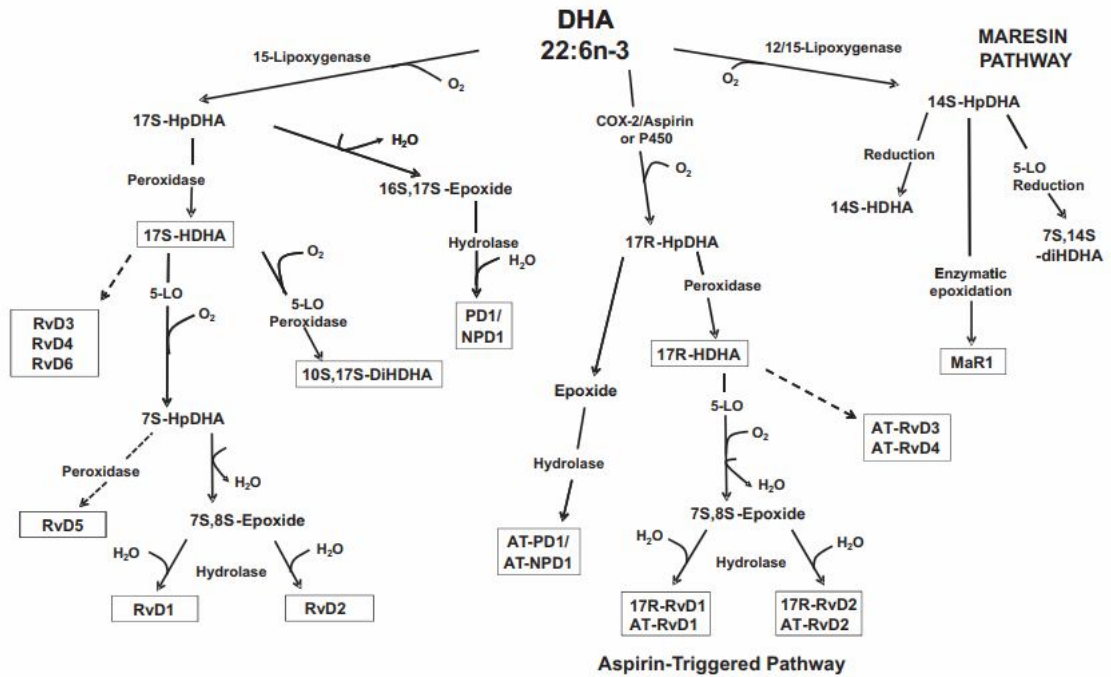 DHA
22:6n-3
15-Lipoxygenase
O2
17S-HpDHA
H2O
Peroxidase
16S,17S-Epoxide
17S-HDHA
Hydrolase
H2O
O2
5-LO
5-LO
Peroxidase
PD1/
NPD1
RvD3
RvD4
RvD6
O2
10S,17S-DiHDHA
7S-HpDHA
Peroxidase
H2O
RvD5
7S,8S-Epoxide
H2O
H2O
Hydrolase
RvD1
RvD2
COX-2/Aspirin
or P450
O2
17R-HpDHA
Peroxidase
17R-HDHA
Epoxide
5-LO
O2
AT-RvD3
AT-RvD4
Hydrolase
H2O
7S,8S-Epoxide
AT-PD1/
AT-NPD1
H2O
H2O
Hydrolase
17R-RvD1
AT-RvD1
17R-RvD2
AT-RvD2
Aspirin-Triggered Pathway
12/15-Lipoxygenase
O2
MARESIN
PATHWAY
14S-HpDHA
Reduction
5-LO
Reduction
14S-HDHA
7S,14S
-diHDHA
Enzymatic
epoxidation
MaR1